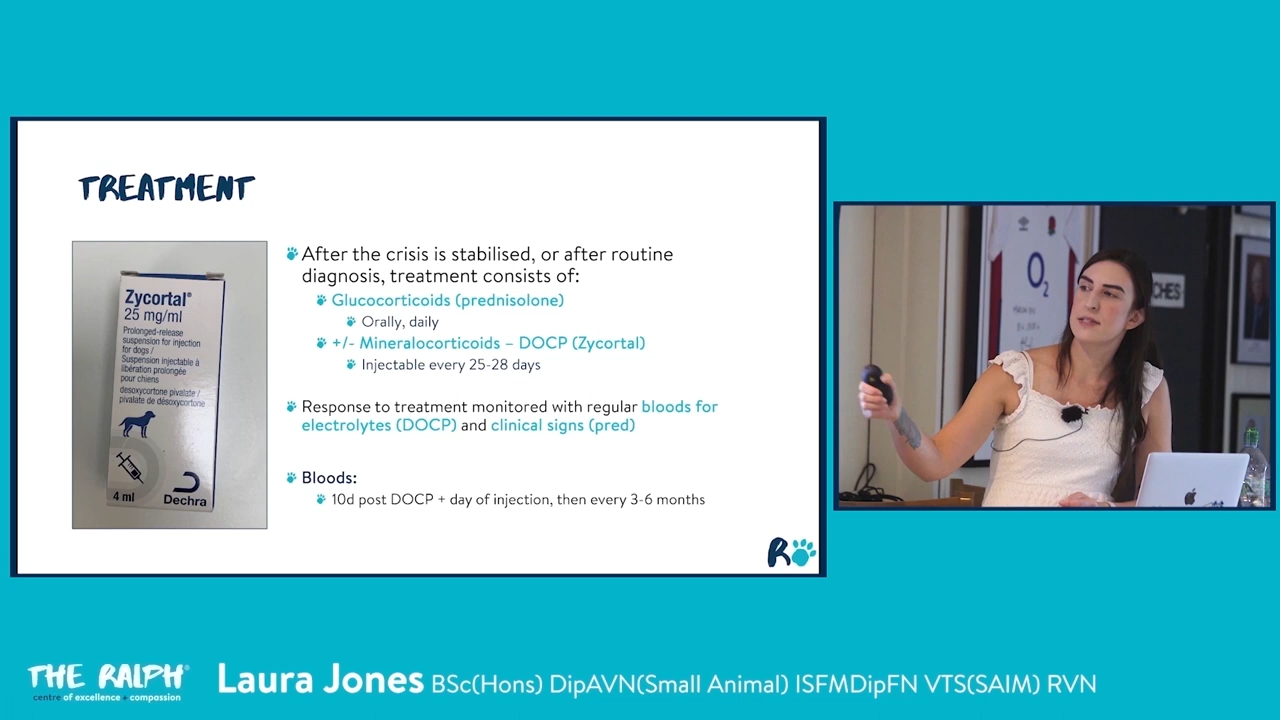 TREATMENT
Zycortal®
25 mg/ml
Prolonged-release
suspension for injection
for dogs /
Suspension injectable à
libération prolongée
pour chiens
desoxycortone pivalate /
pivalate de désoxycortone
4 ml
Dechra
After the crisis is stabilised, or after routine
diagnosis, treatment consists of:
Glucocorticoids (prednisolone)
Orally, daily
+/- Mineralocorticoids – DOCP (Zycortal)
Injectable every 25-28 days
Response to treatment monitored with regular bloods for
electrolytes (DOCP) and clinical signs (pred)
Bloods:
10d post DOCP + day of injection, then every 3-6 months
R
O2
CHES
THE RALPH®
centre of excellence + compassion
Laura Jones BSc(Hons) DipAVN(Small Animal) ISFMDipFN VTS(SAIM) RVN